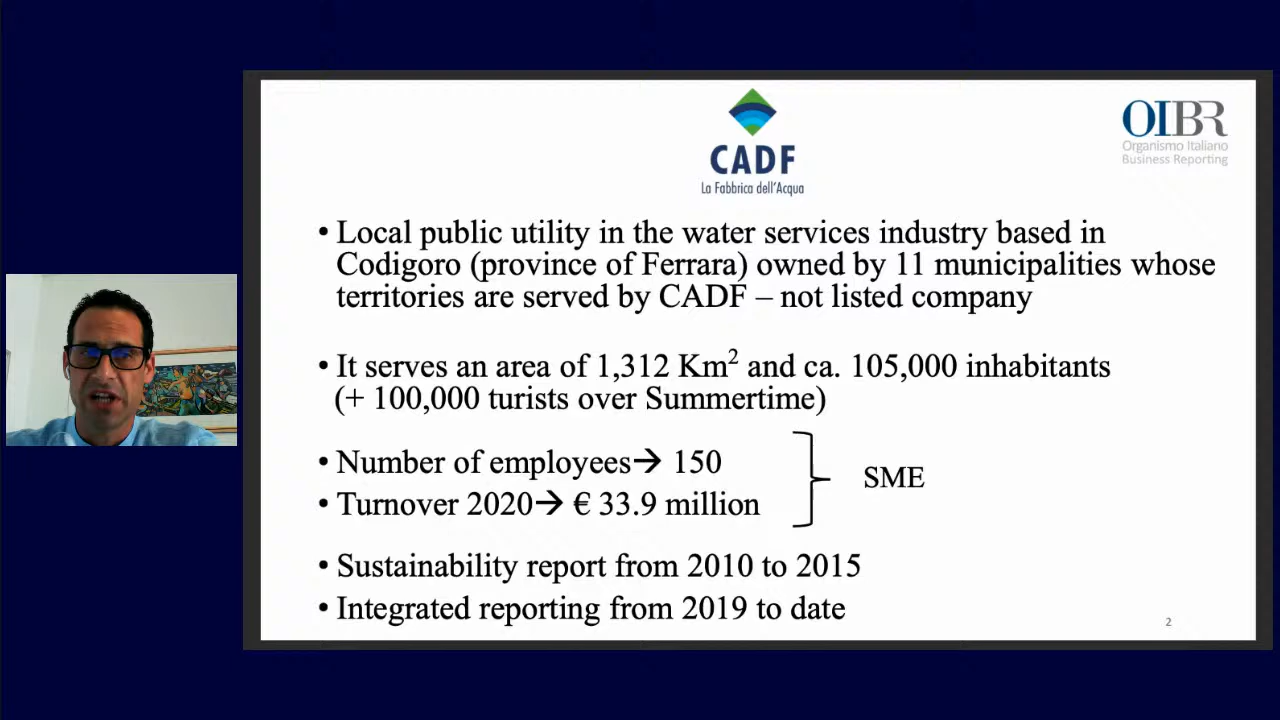 CADF
La Fabbrica dell'Acqua
OIBR
Organismo Italiano
Business Reporting
• Local public utility in the water services industry based in
Codigoro (province of Ferrara) owned by 11 municipalities whose
territories are served by CADF – not listed company
• It serves an area of 1,312 Km² and ca. 105,000 inhabitants
(+ 100,000 turists over Summertime)
• Number of employees→ 150
• Turnover 2020→ € 33.9 million
SME
• Sustainability report from 2010 to 2015
• Integrated reporting from 2019 to date
2